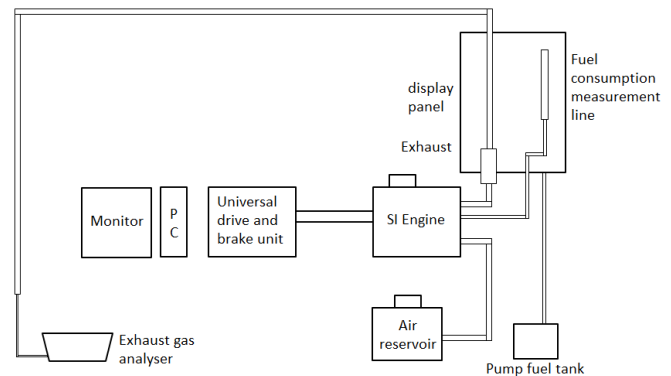 Fuel
consumption
measurement
line
display
panel
Exhaust
Monitor
P
C
Universal
drive and
brake unit
SI Engine
Air
reservoir
Exhaust gas
analyser
Pump fuel tank